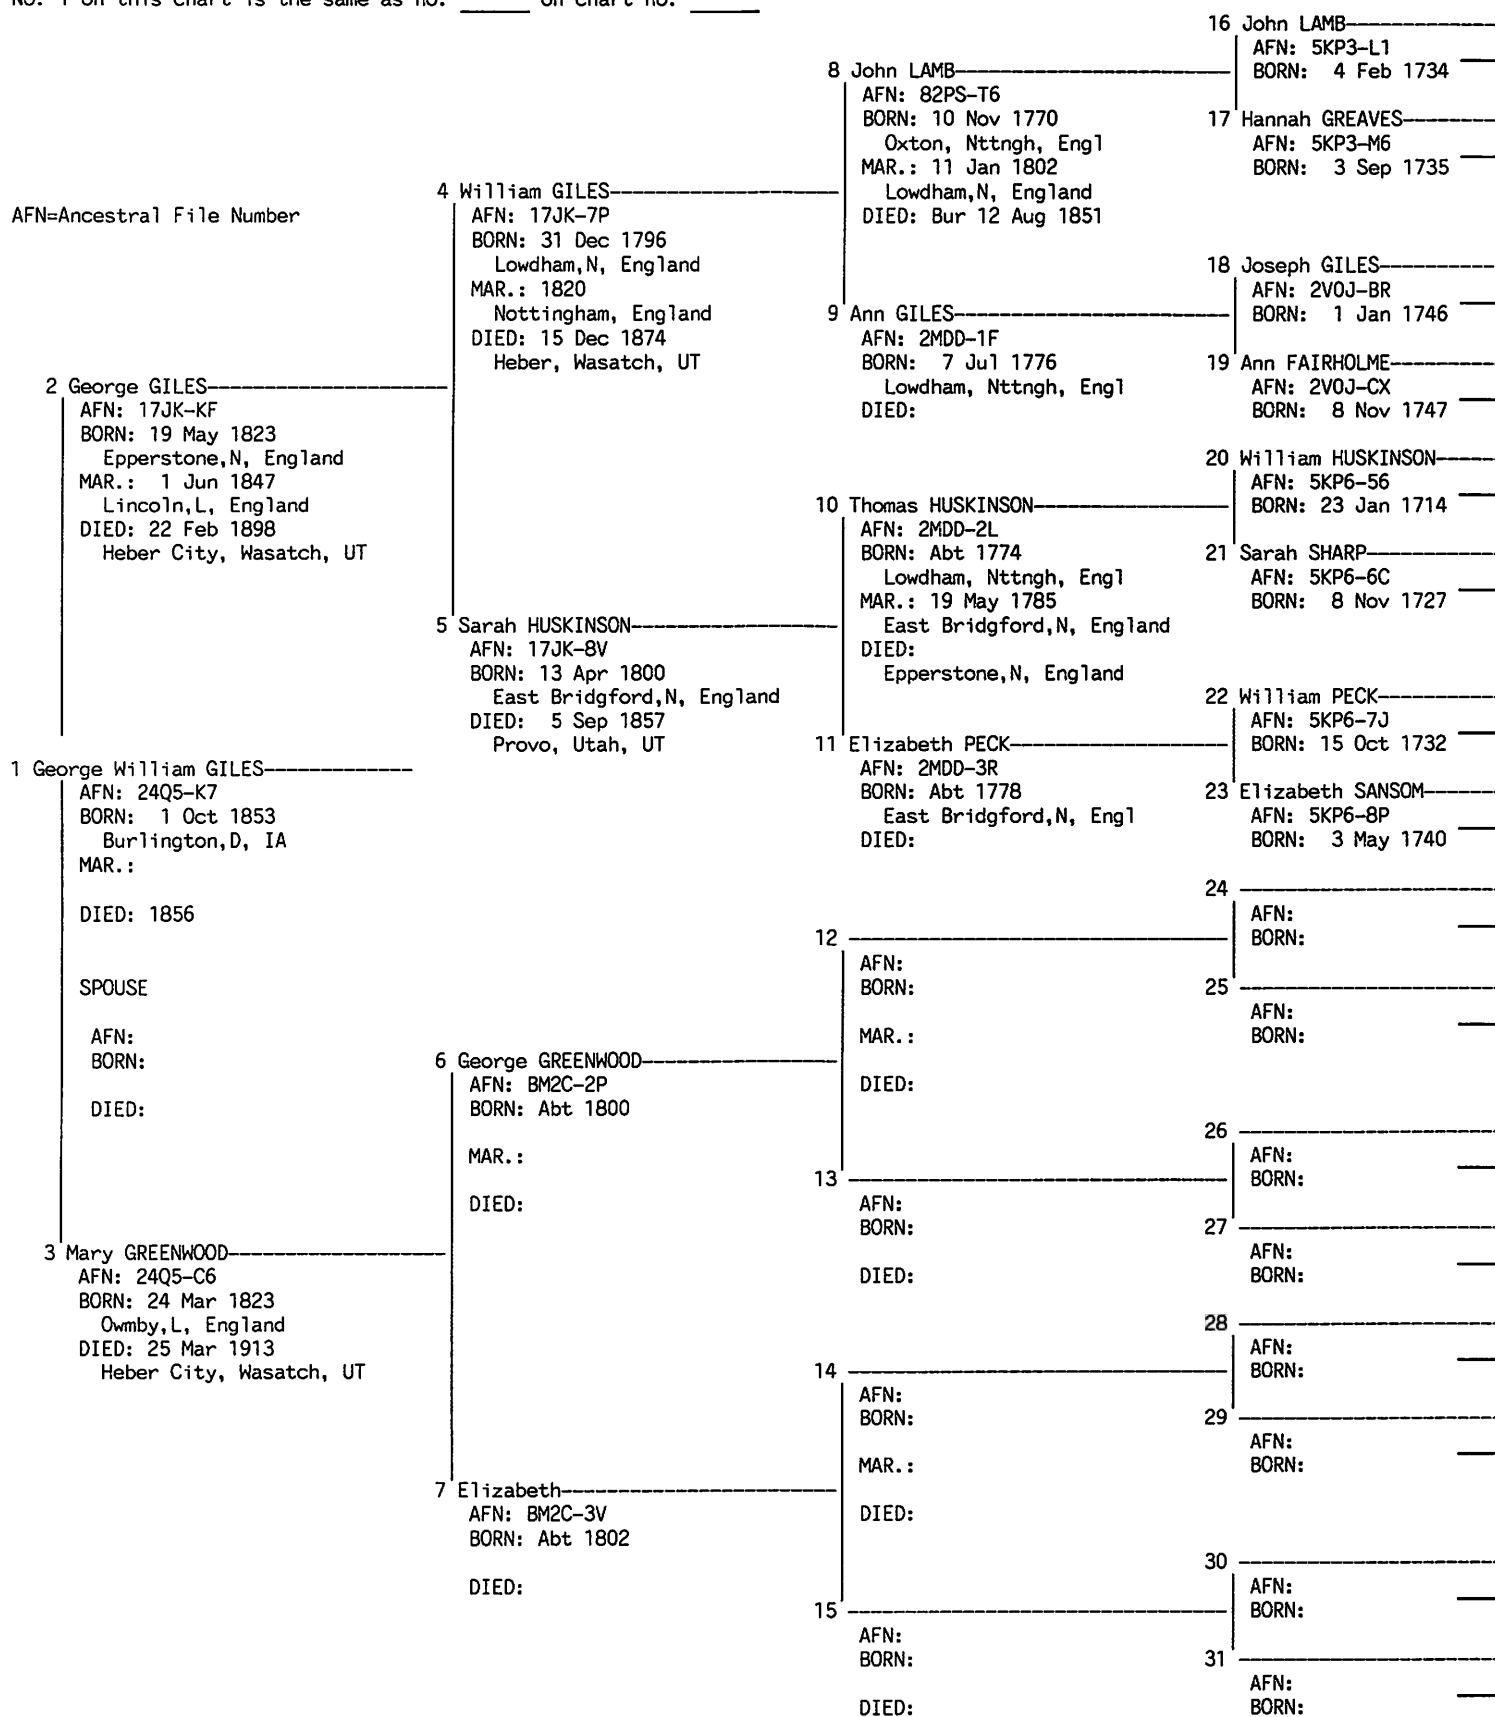 No. 1 on this chart is the same as no. ______ on chart no. ______
AFN=Ancestral File Number
1 George William GILES
AFN: 24Q5-K7
BORN: 1 Oct 1853
Burlington,D, IA
MAR.:
DIED: 1856
SPOUSE
AFN:
BORN:
DIED:
2 George GILES
AFN: 17JK-KF
BORN: 19 May 1823
Epperstone,N, England
MAR.: 1 Jun 1847
Lincoln,L, England
DIED: 22 Feb 1898
Heber City, Wasatch, UT
3 Mary GREENWOOD
AFN: 24Q5-C6
BORN: 24 Mar 1823
Owmby,L, England
DIED: 25 Mar 1913
Heber City, Wasatch, UT
4 William GILES
AFN: 17JK-7P
BORN: 31 Dec 1796
Lowdham,N, England
MAR.: 1820
Nottingham, England
DIED: 15 Dec 1874
Heber, Wasatch, UT
5 Sarah HUSKINSON
AFN: 17JK-8V
BORN: 13 Apr 1800
East Bridgford,N, England
DIED: 5 Sep 1857
Provo, Utah, UT
6 George GREENWOOD
AFN: BM2C-2P
BORN: Abt 1800
MAR.:
DIED:
7 Elizabeth
AFN: BM2C-3V
BORN: Abt 1802
DIED:
8 John LAMB
AFN: 82PS-T6
BORN: 10 Nov 1770
Oxton, Nttngh, Engl
MAR.: 11 Jan 1802
Lowdham,N, England
DIED: Bur 12 Aug 1851
9 Ann GILES
AFN: 2MDD-1F
BORN: 7 Jul 1776
Lowdham, Nttngh, Engl
DIED:
10 Thomas HUSKINSON
AFN: 2MDD-2L
BORN: Abt 1774
Lowdham, Nttngh, Engl
MAR.: 19 May 1785
East Bridgford,N, England
DIED:
Epperstone,N, England
11 Elizabeth PECK
AFN: 2MDD-3R
BORN: Abt 1778
East Bridgford,N, Engl
DIED:
12
AFN:
BORN:
MAR.:
DIED:
13
AFN:
BORN:
DIED:
14
AFN:
BORN:
MAR.:
DIED:
15
AFN:
BORN:
DIED:
16 John LAMB
AFN: 5KP3-L1
BORN: 4 Feb 1734
17 Hannah GREAVES
AFN: 5KP3-M6
BORN: 3 Sep 1735
18 Joseph GILES
AFN: 2V0J-BR
BORN: 1 Jan 1746
19 Ann FAIRHOLME
AFN: 2V0J-CX
BORN: 8 Nov 1747
20 William HUSKINSON
AFN: 5KP6-56
BORN: 23 Jan 1714
21 Sarah SHARP
AFN: 5KP6-6C
BORN: 8 Nov 1727
22 William PECK
AFN: 5KP6-7J
BORN: 15 Oct 1732
23 Elizabeth SANSOM
AFN: 5KP6-8P
BORN: 3 May 1740
24
AFN:
BORN:
25
AFN:
BORN:
26
AFN:
BORN:
27
AFN:
BORN:
28
AFN:
BORN:
29
AFN:
BORN:
30
AFN:
BORN:
31
AFN:
BORN: